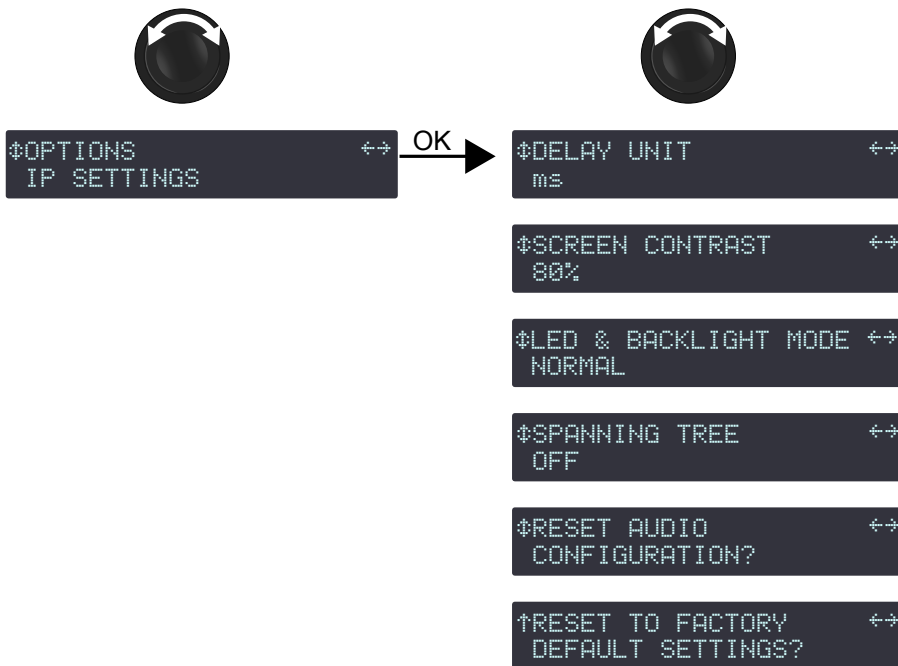 ↕OPTIONS ↔
IP SETTINGS
OK
↕DELAY UNIT ↔
ms
↕SCREEN CONTRAST ↔
80%
↕LED & BACKLIGHT MODE ↔
NORMAL
↕SPANNING TREE ↔
OFF
↕RESET AUDIO ↔
CONFIGURATION?
↑RESET TO FACTORY ↔
DEFAULT SETTINGS?